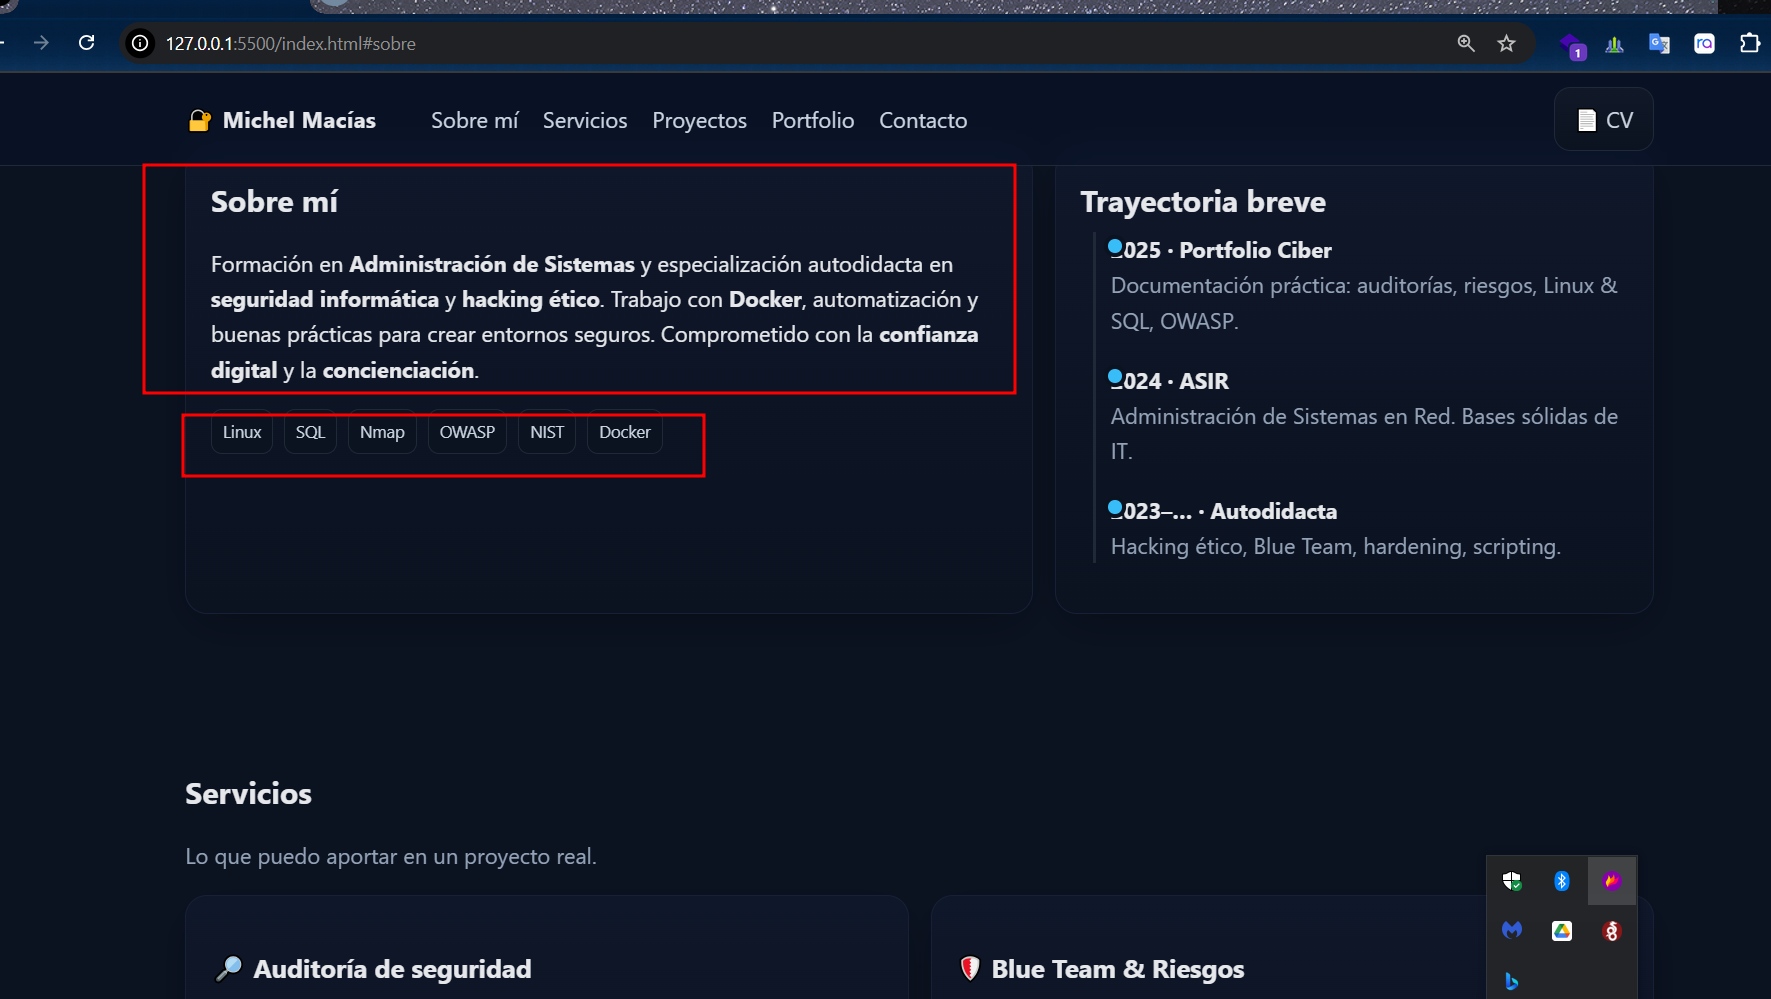 127.0.0.1:5500/index.html#sobre
1
Michel Macías
Sobre mí
Servicios
Proyectos
Portfolio
Contacto
CV
Sobre mí
Formación en Administración de Sistemas y especialización autodidacta en
seguridad informática y hacking ético. Trabajo con Docker, automatización y
buenas prácticas para crear entornos seguros. Comprometido con la confianza
digital y la concienciación.
Linux
SQL
Nmap
OWASP
NIST
Docker
Trayectoria breve
2025 · Portfolio Ciber
Documentación práctica: auditorías, riesgos, Linux &
SQL, OWASP.
2024 · ASIR
Administración de Sistemas en Red. Bases sólidas de
IT.
2023–... · Autodidacta
Hacking ético, Blue Team, hardening, scripting.
Servicios
Lo que puedo aportar en un proyecto real.
Auditoría de seguridad
Blue Team & Riesgos